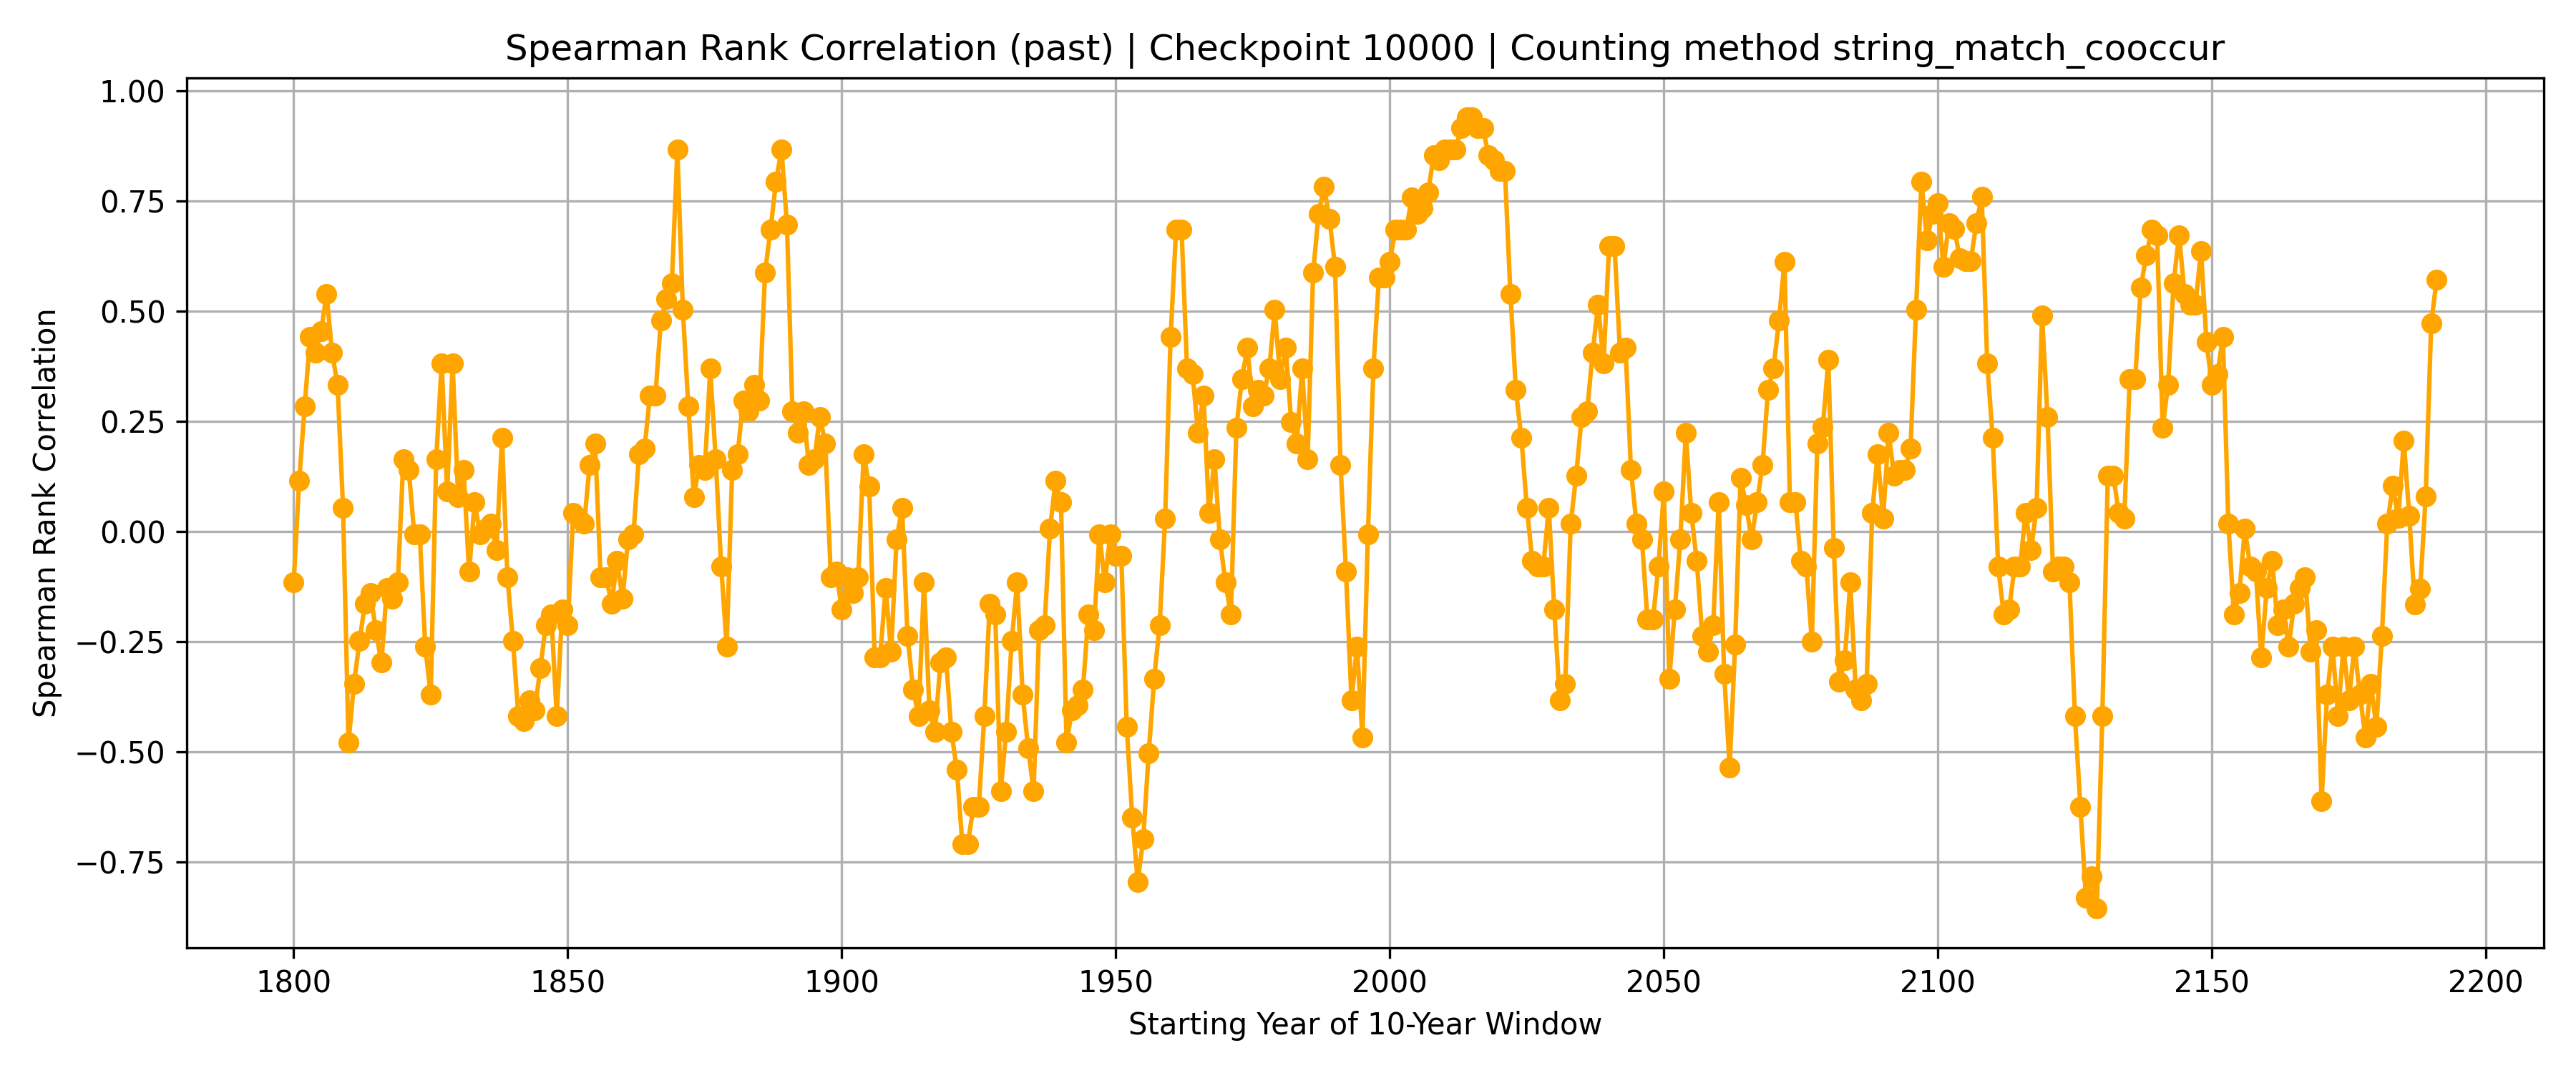 Spearman Rank Correlation (past) | Checkpoint 10000 | Counting method string_match_cooccur
Spearman Rank Correlation
1.00
0.75
0.50
0.25
0.00
−0.25
−0.50
−0.75
1800 1850 1900 1950 2000 2050 2100 2150 2200
Starting Year of 10-Year Window